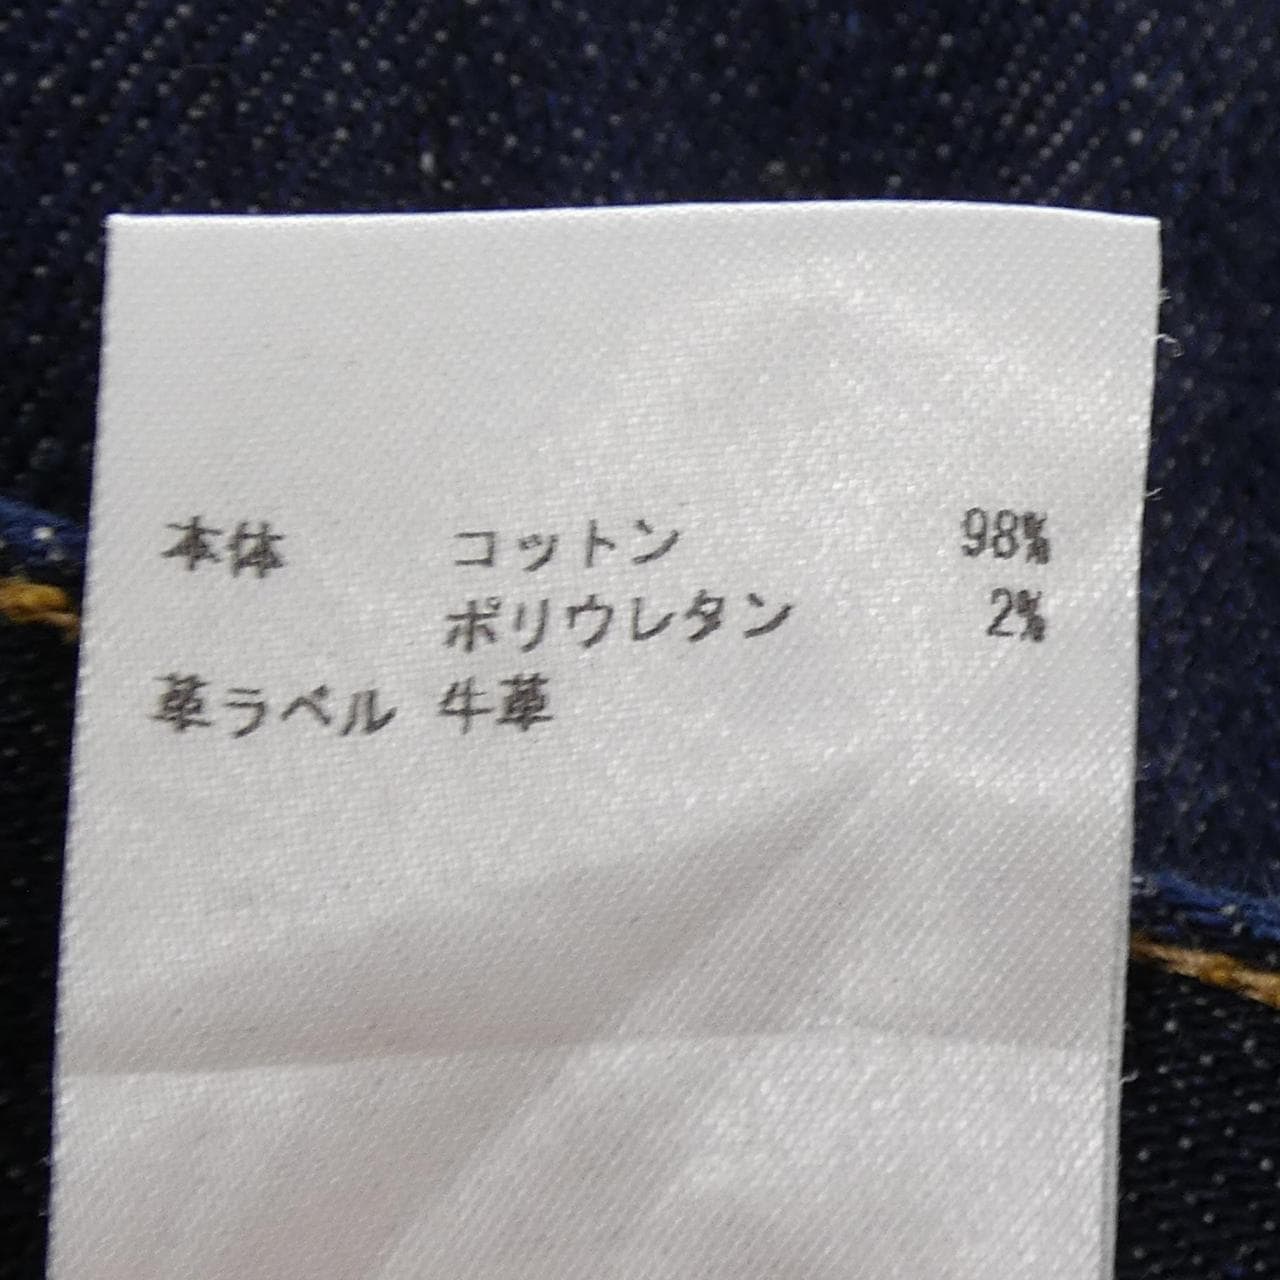 本体 コットン 98%
ポリウレタン 2%
革ラベル 牛革